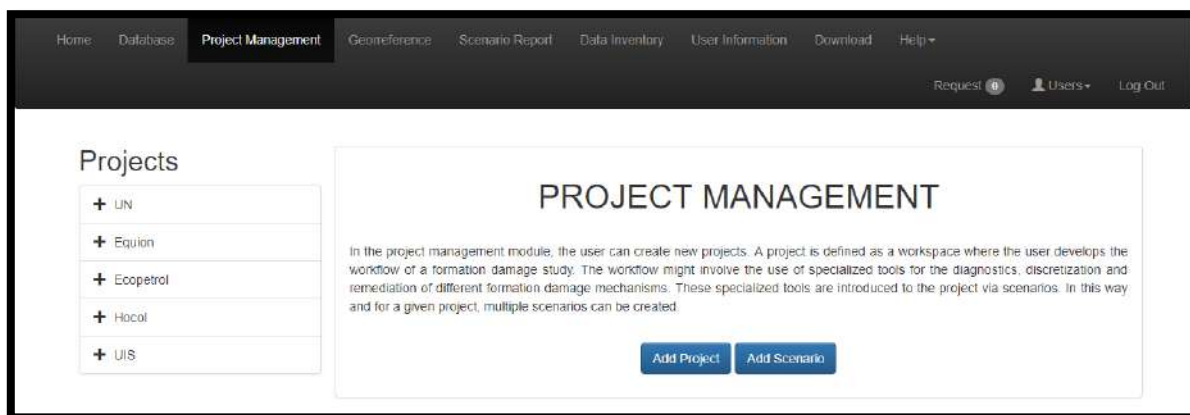 Home Database Project Management Georreference Scenario Report Data Inventory User Information Download Help
Request 0 Users Log Out
Projects
UN
Equion
Ecopetrol
Hocol
UIS
PROJECT MANAGEMENT
In the project management module, the user can create new projects. A project is defined as a workspace where the user develops the
workflow of a formation damage study. The workflow might involve the use of specialized tools for the diagnostics, discretization and
remediation of different formation damage mechanisms. These specialized tools are introduced to the project via scenarios. In this way
and for a given project, multiple scenarios can be created.
Add Project Add Scenario